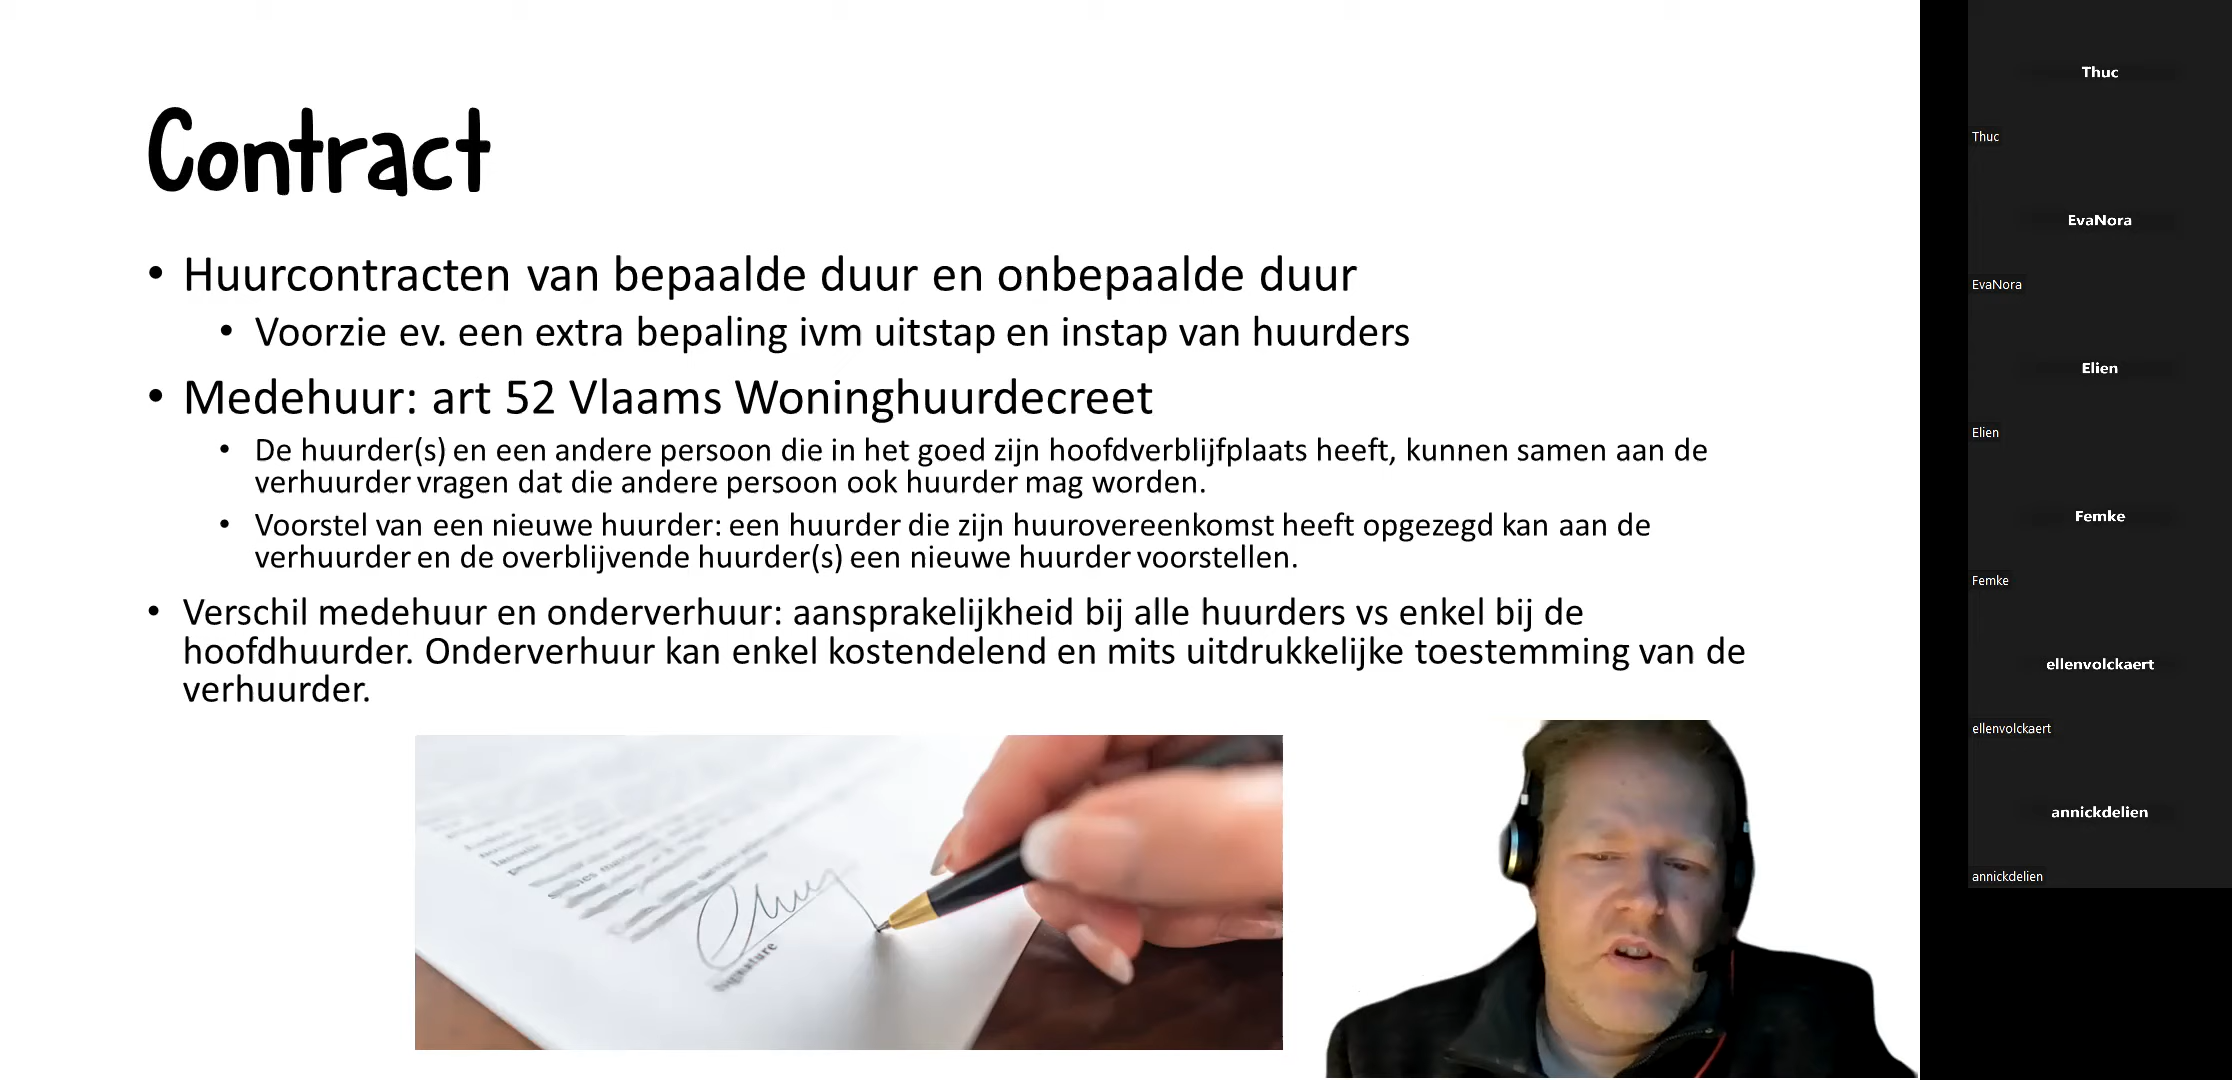 Contract
• Huurcontracten van bepaalde duur en onbepaalde duur
• Voorzie ev. een extra bepaling ivm uitstap en instap van huurders
• Medehuur: art 52 Vlaams Woninghuurdecreet
• De huurder(s) en een andere persoon die in het goed zijn hoofdverblijfplaats heeft, kunnen samen aan de
verhuurder vragen dat die andere persoon ook huurder mag worden.
• Voorstel van een nieuwe huurder: een huurder die zijn huurovereenkomst heeft opgezegd kan aan de
verhuurder en de overblijvende huurder(s) een nieuwe huurder voorstellen.
• Verschil medehuur en onderverhuur: aansprakelijkheid bij alle huurders vs enkel bij de
hoofdhuurder. Onderverhuur kan enkel kostendelend en mits uitdrukkelijke toestemming van de
verhuurder.
Signature
Thuc
Thuc
EvaNora
EvaNora
Elien
Elien
Femke
Femke
ellenvolckaert
ellenvolckaert
annickdelien
annickdelien